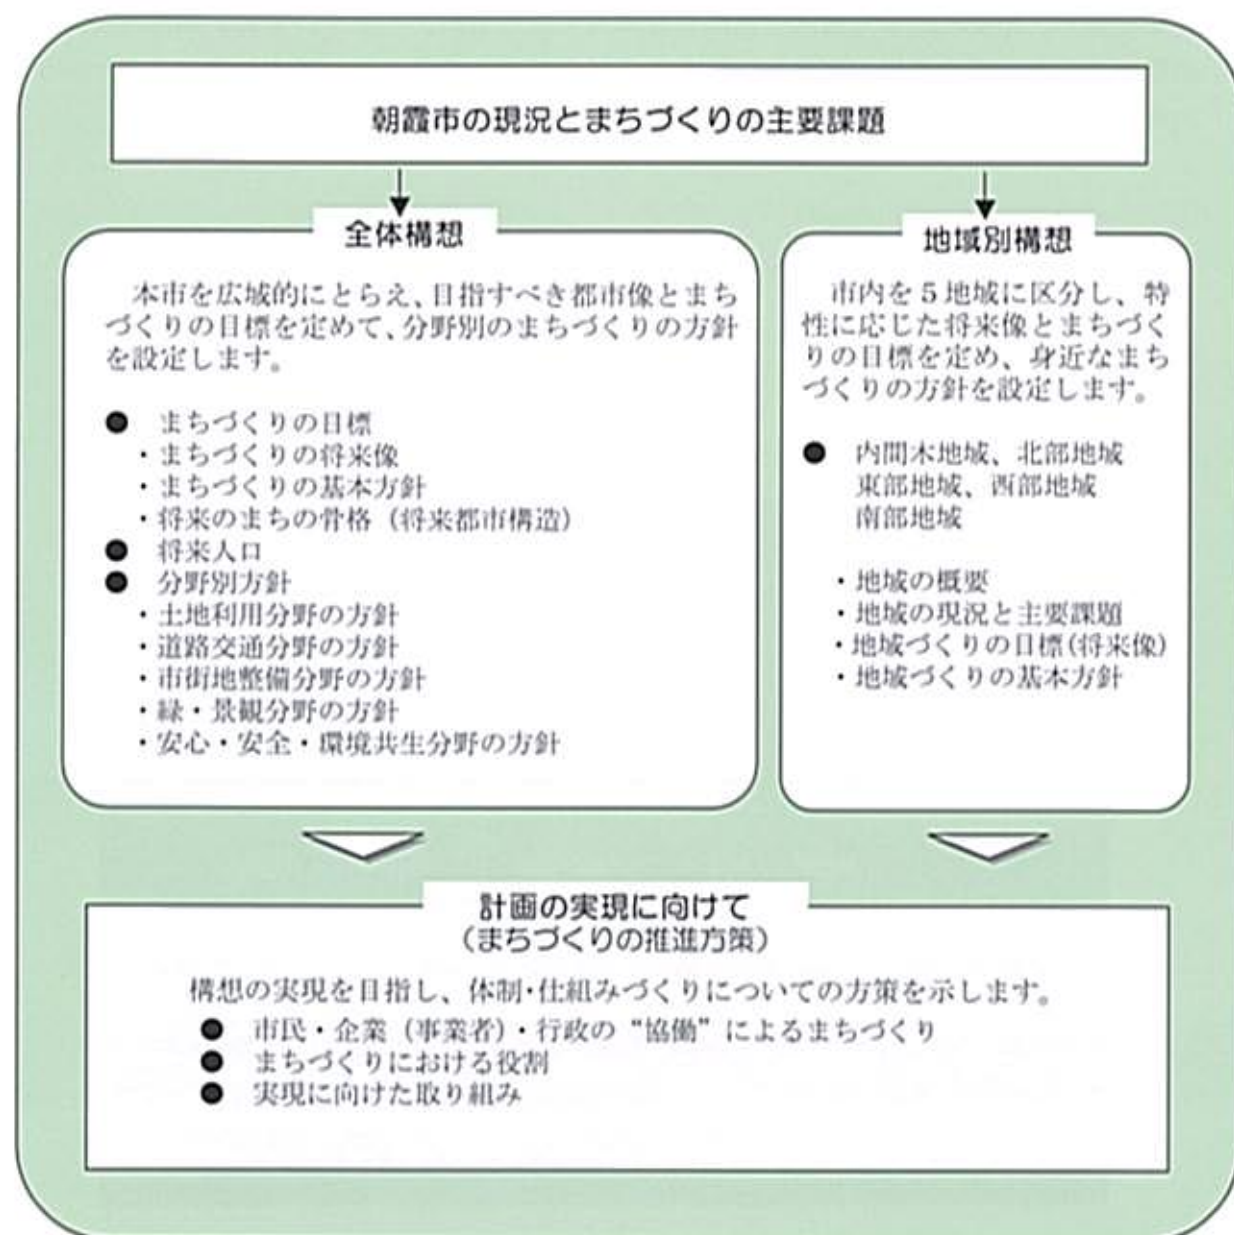 朝霞市の現況とまちづくりの主要課題
全体構想
本市を広域的にとらえ、目指すべき都市像とまち
づくりの目標を定めて、分野別のまちづくりの方針
を設定します。
● まちづくりの目標
・まちづくりの将来像
・まちづくりの基本方針
・将来のまちの骨格（将来都市構造）
● 将来人口
● 分野別方針
・土地利用分野の方針
・道路交通分野の方針
・市街地整備分野の方針
・緑・景観分野の方針
・安心・安全・環境共生分野の方針
地域別構想
市内を５地域に区分し、特
性に応じた将来像とまちづく
りの目標を定め、身近なまち
づくりの方針を設定します。
● 内間木地域、北部地域
東部地域、西部地域
南部地域
・地域の概要
・地域の現況と主要課題
・地域づくりの目標(将来像)
・地域づくりの基本方針
計画の実現に向けて
（まちづくりの推進方策）
構想の実現を目指し、体制・仕組みづくりについての方策を示します。
● 市民・企業（事業者）・行政の“協働”によるまちづくり
● まちづくりにおける役割
● 実現に向けた取り組み